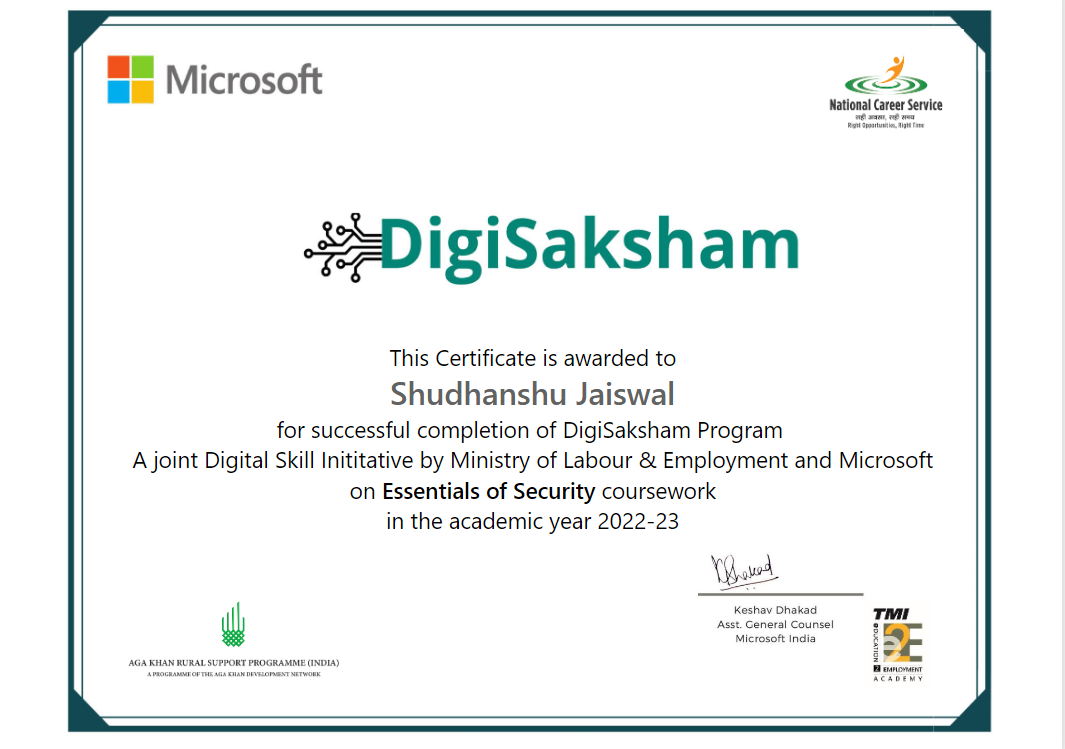 Microsoft
National Career Service
सही अवसर, सही समय
Right Opportunities, Right Time
DigiSaksham
This Certificate is awarded to
Shudhanshu Jaiswal
for successful completion of DigiSaksham Program
A joint Digital Skill Inititative by Ministry of Labour & Employment and Microsoft
on Essentials of Security coursework
in the academic year 2022-23
KDhakad
Keshav Dhakad
Asst. General Counsel
Microsoft India
AGA KHAN RURAL SUPPORT PROGRAMME (INDIA)
A PROGRAMME OF THE AGA KHAN DEVELOPMENT NETWORK
TMI
e2E
EDUCATION
2 EMPLOYMENT
ACADEMY